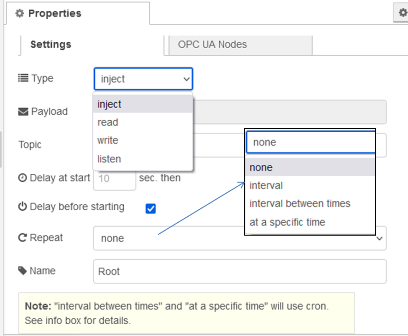 Properties
Settings
OPC UA Nodes
Type
inject
inject
read
write
listen
Payload
Topic
none
none
interval
interval between times
at a specific time
Delay at start
10
sec. then
Delay before starting
Repeat
none
Name
Root
Note: "interval between times" and "at a specific time" will use cron.
See info box for details.